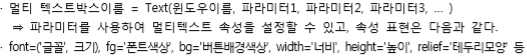 · 멀티 텍스트박스이름 = Text(윈도우이름, 파라미터1, 파라미터2, 파라미터3, ... )
⇒ 파라미터를 사용하여 멀티텍스트 속성을 설정할 수 있고, 속성 표현은 다음과 같다.
· font=('글꼴', 크기), fg='폰트색상', bg='버튼배경색상', width='너비', height='높이', relief='테두리모양' 등